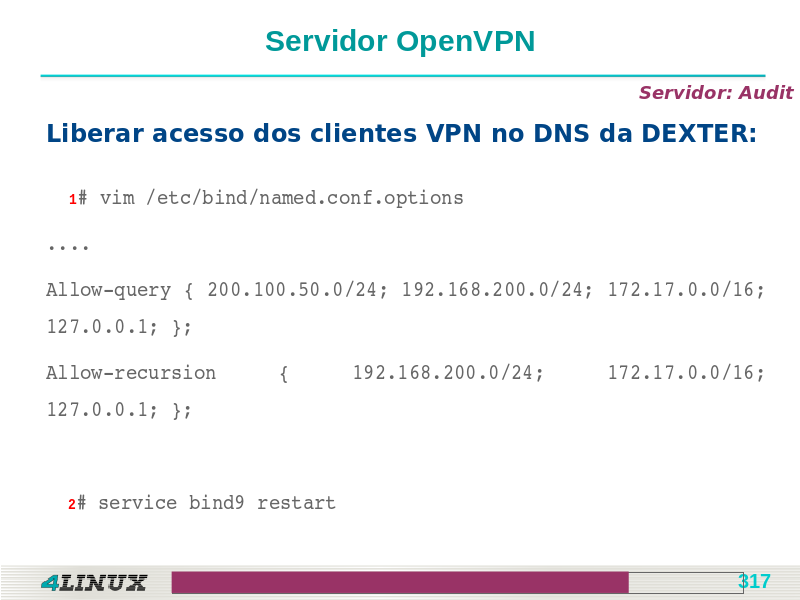 Servidor OpenVPN
Servidor: Audit
Liberar acesso dos clientes VPN no DNS da DEXTER:
1# vim /etc/bind/named.conf.options
....
Allow-query { 200.100.50.0/24; 192.168.200.0/24; 172.17.0.0/16;
127.0.0.1; };
Allow-recursion { 192.168.200.0/24; 172.17.0.0/16;
127.0.0.1; };
2# service bind9 restart
4LINUX
317